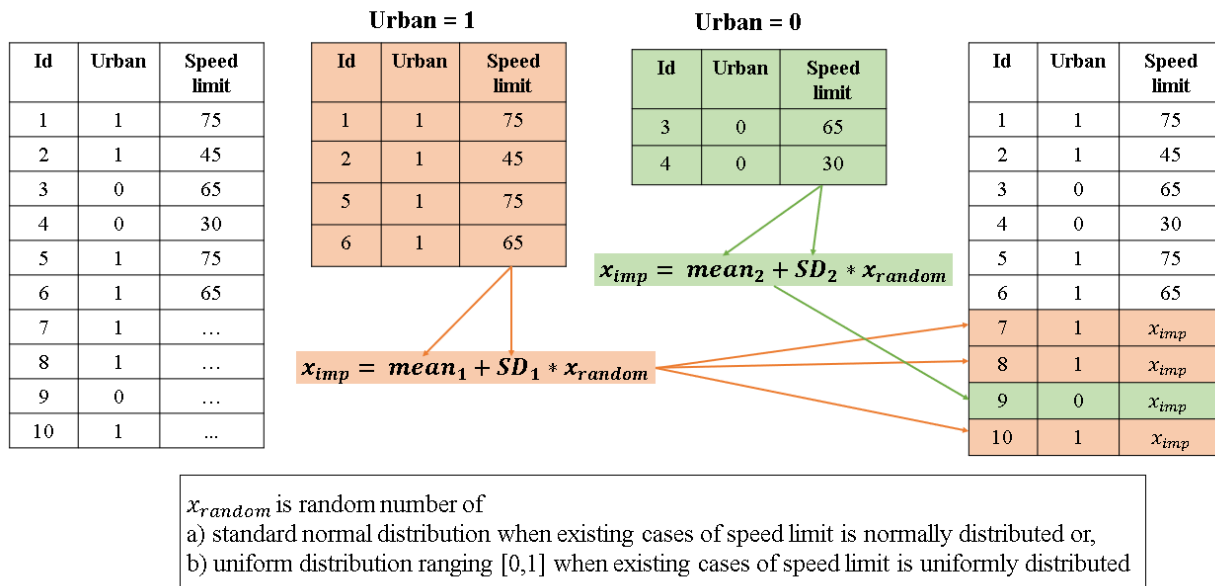 Urban = 1
Urban = 0
Id Urban Speed limit
1 1 75
2 1 45
3 0 65
4 0 30
5 1 75
6 1 65
7 1 …
8 1 …
9 0 …
10 1 ...
Id Urban Speed limit
1 1 75
2 1 45
5 1 75
6 1 65
x_imp = mean_1 + SD_1 * x_random
Id Urban Speed limit
3 0 65
4 0 30
x_imp = mean_2 + SD_2 * x_random
Id Urban Speed limit
1 1 75
2 1 45
3 0 65
4 0 30
5 1 75
6 1 65
7 1 x_imp
8 1 x_imp
9 0 x_imp
10 1 x_imp
x_random is random number of
a) standard normal distribution when existing cases of speed limit is normally distributed or,
b) uniform distribution ranging [0,1] when existing cases of speed limit is uniformly distributed